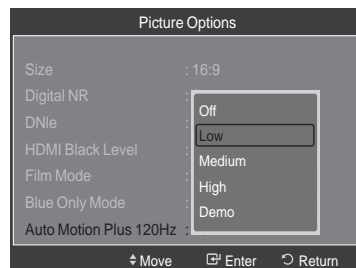 Picture Options
Size : 16:9
Digital NR :
DNIe :
HDMI Black Level :
Film Mode :
Blue Only Mode :
Auto Motion Plus 120Hz :
Off
Low
Medium
High
Demo
Move Enter Return